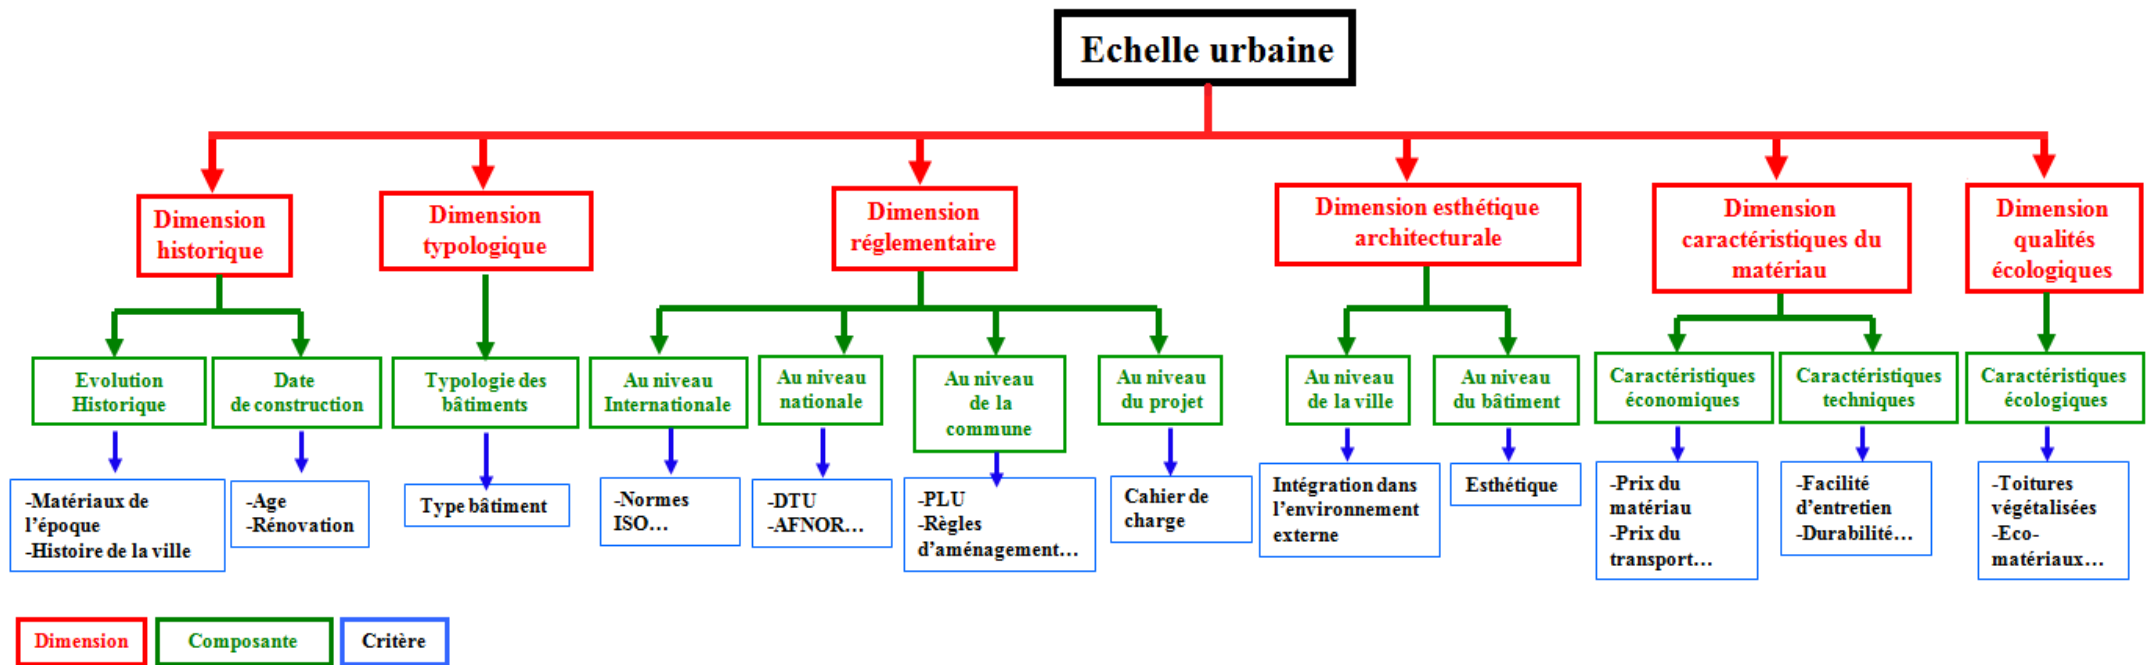 Echelle urbaine
Dimension
historique
Dimension
typologique
Dimension
réglementaire
Dimension esthétique
architecturale
Dimension
caractéristiques du
matériau
Dimension
qualités
écologiques
Evolution
Historique
Date
de construction
Typologie des
bâtiments
Au niveau
Internationale
Au niveau
nationale
Au niveau
de la
commune
Au niveau
du projet
Au niveau
de la ville
Au niveau
du bâtiment
Caractéristiques
économiques
Caractéristiques
techniques
Caractéristiques
écologiques
-Matériaux de
l’époque
-Histoire de la ville
-Age
-Rénovation
Type bâtiment
-Normes
ISO…
-DTU
-AFNOR…
-PLU
-Règles
d’aménagement…
Cahier de
charge
Intégration dans
l’environnement
externe
Esthétique
-Prix du
matériau
-Prix du
transport…
-Facilité
d’entretien
-Durabilité…
-Toitures
végétalisées
-Eco-
matériaux…
Dimension
Composante
Critère